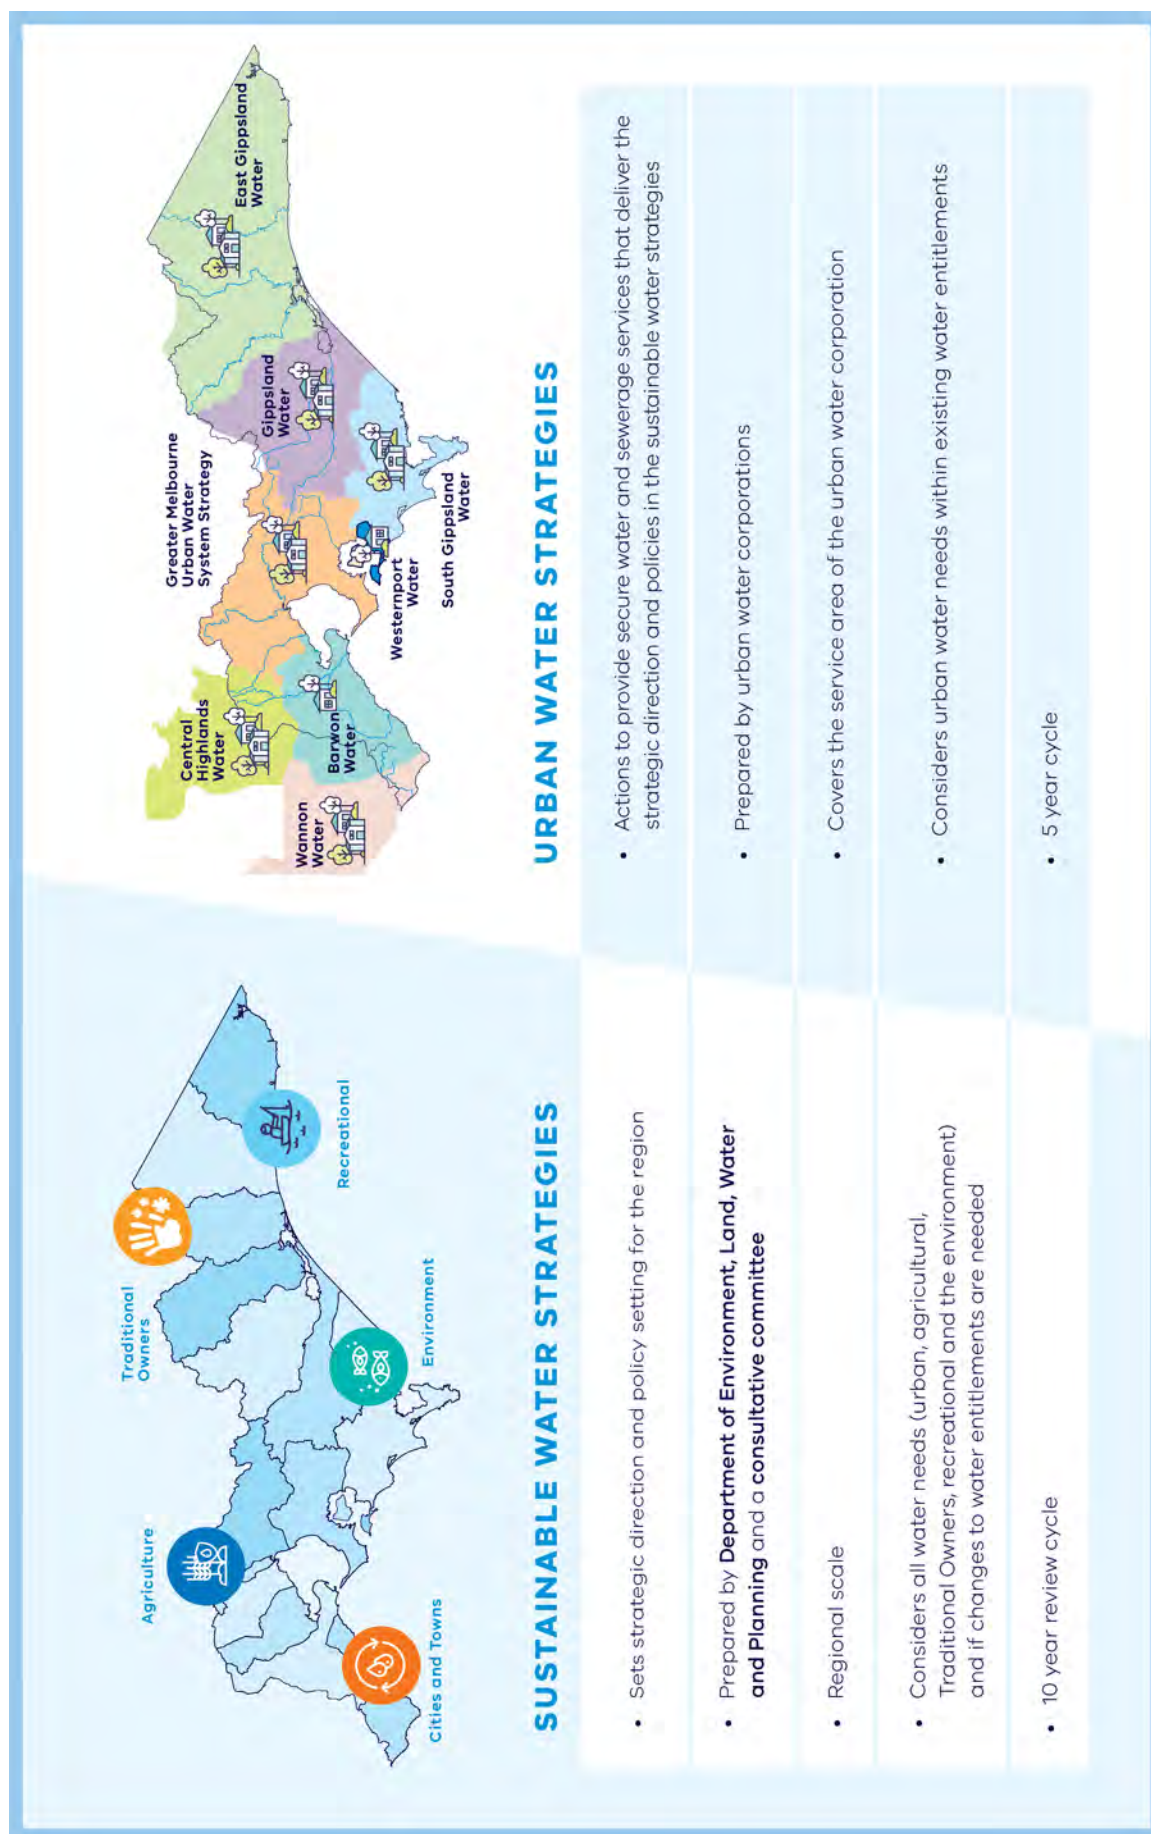 Traditional
Owners
Agriculture
Recreational
Environment
Cities and Towns
SUSTAINABLE WATER STRATEGIES
• Sets strategic direction and policy setting for the region
• Prepared by Department of Environment, Land, Water
and Planning and a consultative committee
• Regional scale
• Considers all water needs (urban, agricultural,
Traditional Owners, recreational and the environment)
and if changes to water entitlements are needed
• 10 year review cycle
Central
Highlands
Water
Greater Melbourne
Urban Water
System Strategy
East Gippsland
Water
Gippsland
Water
Wannon
Water
Barwon
Water
Westernport
Water
South Gippsland
Water
URBAN WATER STRATEGIES
• Actions to provide secure water and sewerage services that deliver the
strategic direction and policies in the sustainable water strategies
• Prepared by urban water corporations
• Covers the service area of the urban water corporation
• Considers urban water needs within existing water entitlements
• 5 year cycle